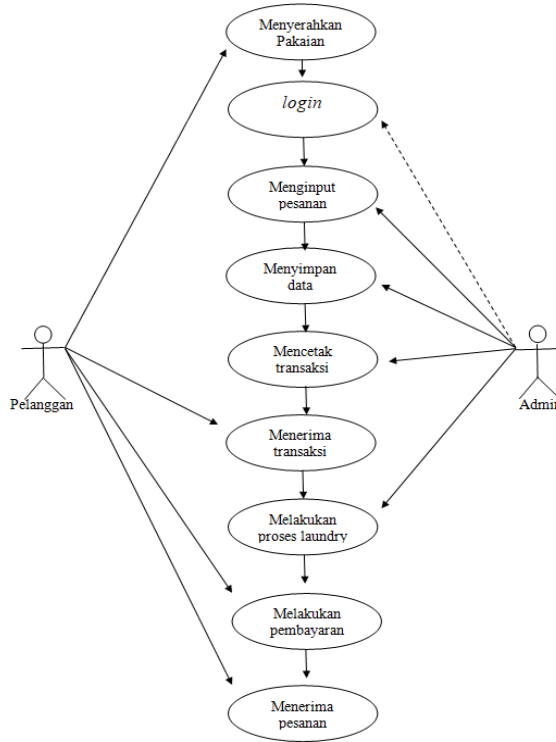 Menyerahkan
Pakaian
login
Menginput
pesanan
Menyimpan
data
Mencetak
transaksi
Pelanggan
Admin
Menerima
transaksi
Melakukan
proses laundry
Melakukan
pembayaran
Menerima
pesanan